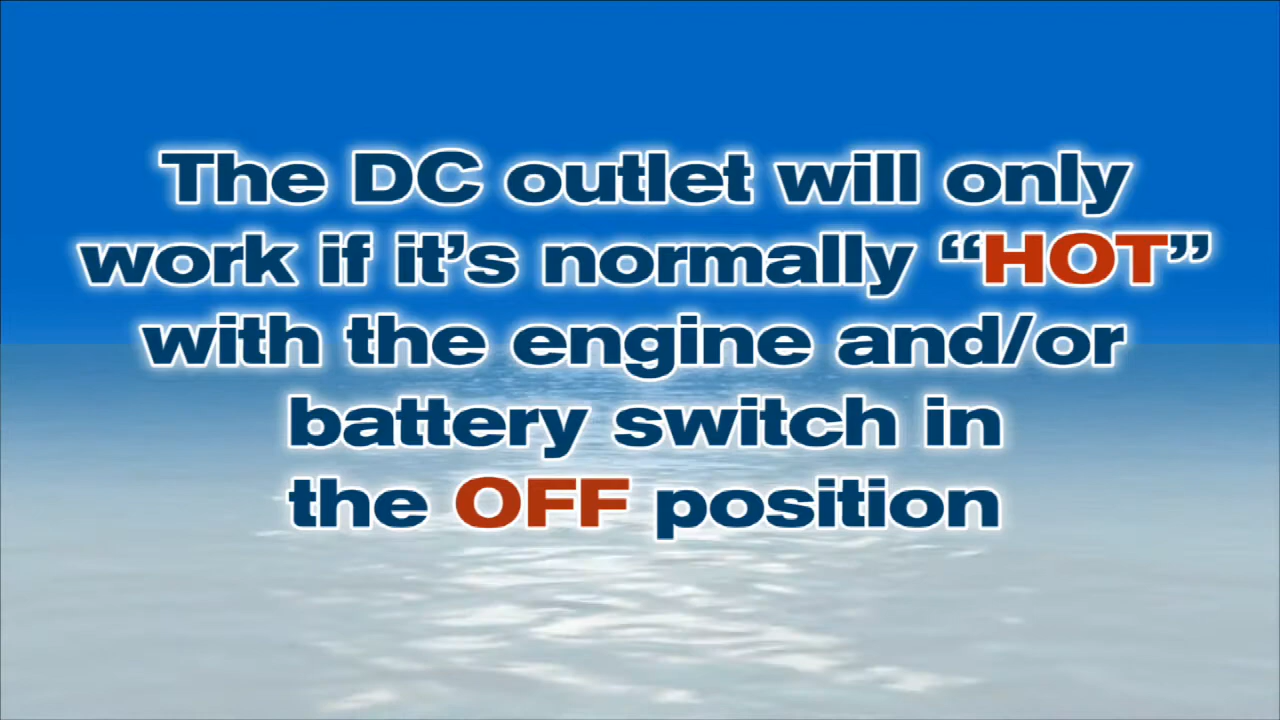 The DC outlet will only
work if it’s normally “HOT”
with the engine and/or
battery switch in
the OFF position